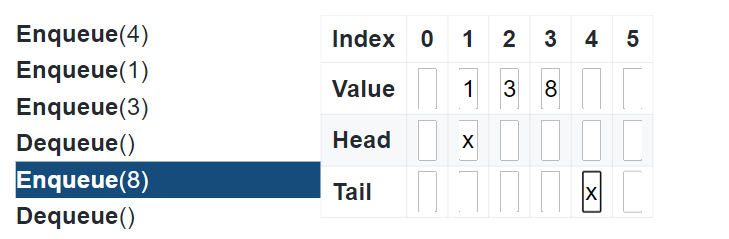 Enqueue(4)
Enqueue(1)
Enqueue(3)
Dequeue()
Enqueue(8)
Dequeue()
Index 0 1 2 3 4 5
Value 1 3 8
Head x
Tail x